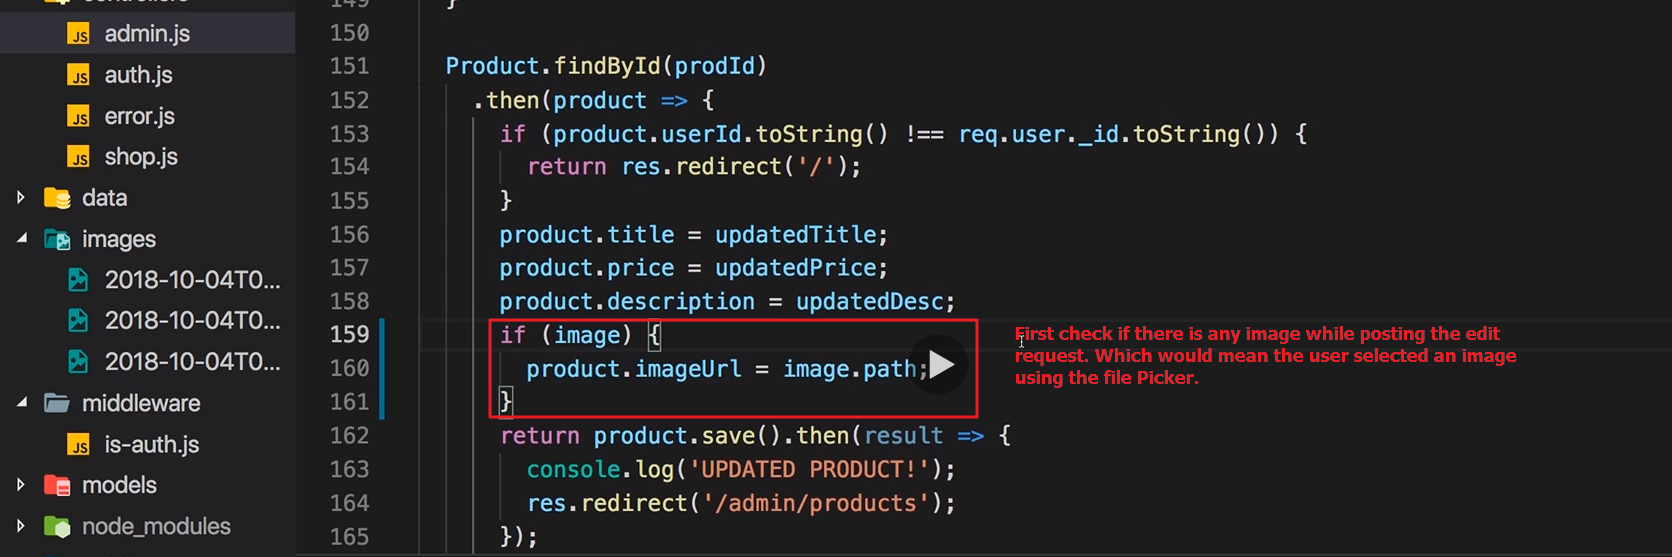 controllers
admin.js
auth.js
error.js
shop.js
data
images
2018-10-04T0...
2018-10-04T0...
2018-10-04T0...
middleware
is-auth.js
models
node_modules
149 }
150
151 Product.findById(prodId)
152 .then(product => {
153 if (product.userId.toString() !== req.user._id.toString()) {
154 return res.redirect('/');
155 }
156 product.title = updatedTitle;
157 product.price = updatedPrice;
158 product.description = updatedDesc;
159 if (image) {
160 product.imageUrl = image.path;
161 }
162 return product.save().then(result => {
163 console.log('UPDATED PRODUCT!');
164 res.redirect('/admin/products');
165 });
First check if there is any image while posting the edit
request. Which would mean the user selected an image
using the file Picker.